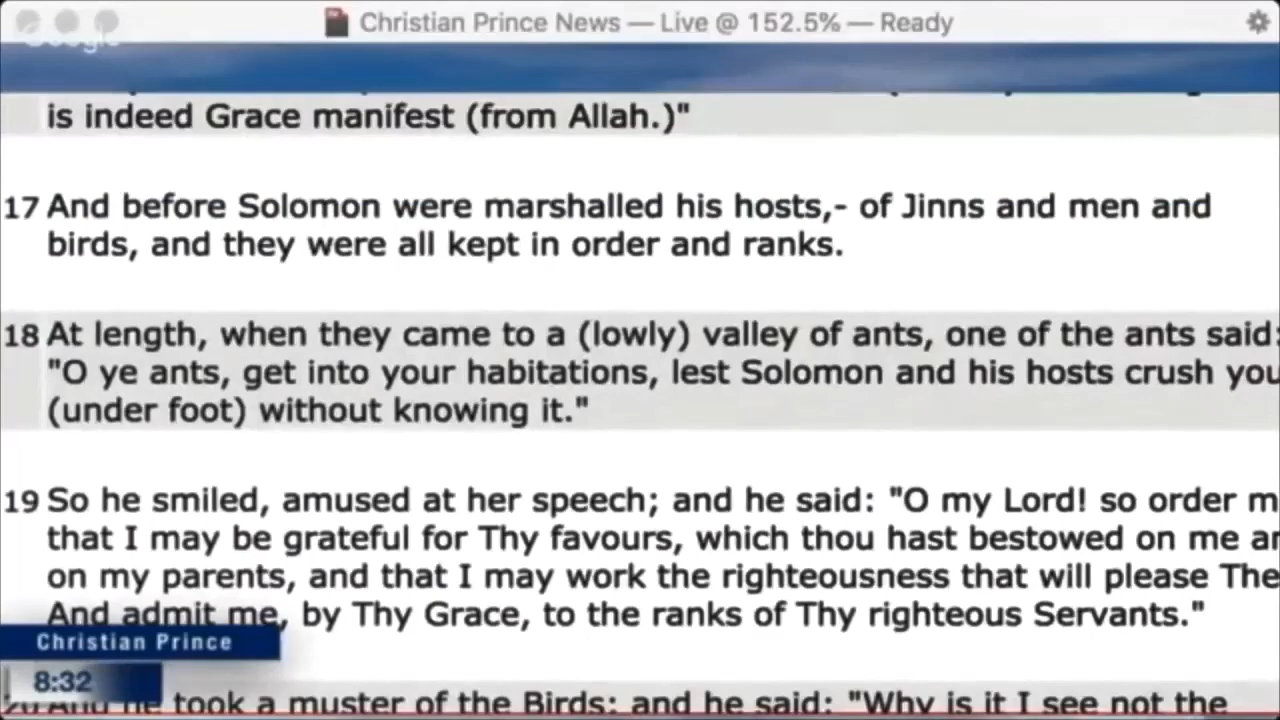 Christian Prince News — Live @ 152.5% — Ready
Google
is indeed Grace manifest (from Allah.)"
17 And before Solomon were marshalled his hosts,- of Jinns and men and
birds, and they were all kept in order and ranks.
18 At length, when they came to a (lowly) valley of ants, one of the ants said:
"O ye ants, get into your habitations, lest Solomon and his hosts crush you
(under foot) without knowing it."
19 So he smiled, amused at her speech; and he said: "O my Lord! so order m
that I may be grateful for Thy favours, which thou hast bestowed on me an
on my parents, and that I may work the righteousness that will please The
And admit me, by Thy Grace, to the ranks of Thy righteous Servants."
Christian Prince
8:32
20 And he took a muster of the Birds; and he said: "Why is it I see not the